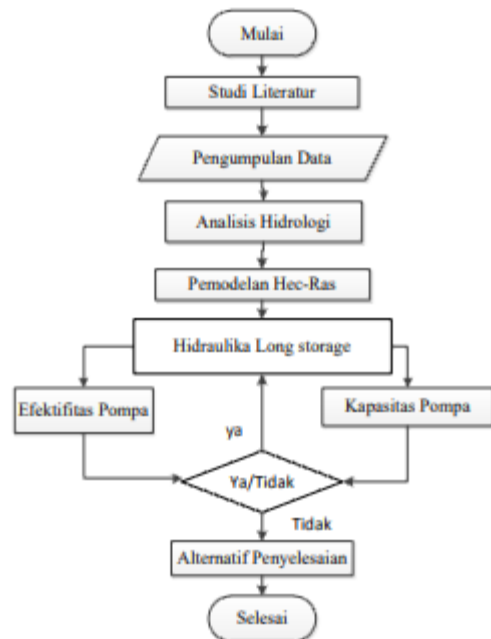 Mulai
Studi Literatur
Pengumpulan Data
Analisis Hidrologi
Pemodelan Hec-Ras
Hidraulika Long storage
Efektifitas Pompa
Kapasitas Pompa
ya
Ya/Tidak
Tidak
Alternatif Penyelesaian
Selesai